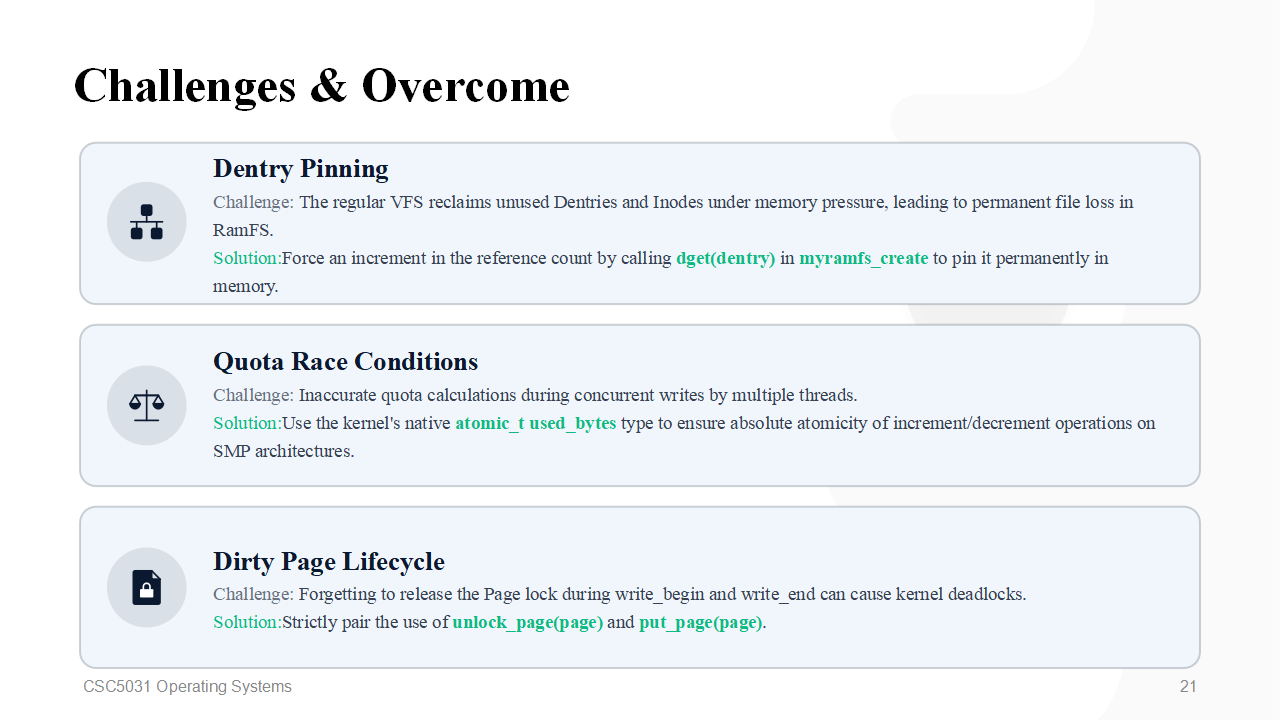 Challenges & Overcome
Dentry Pinning
Challenge: The regular VFS reclaims unused Dentries and Inodes under memory pressure, leading to permanent file loss in
RamFS.
Solution:Force an increment in the reference count by calling dget(dentry) in myramfs_create to pin it permanently in
memory.
Quota Race Conditions
Challenge: Inaccurate quota calculations during concurrent writes by multiple threads.
Solution:Use the kernel's native atomic_t used_bytes type to ensure absolute atomicity of increment/decrement operations on
SMP architectures.
Dirty Page Lifecycle
Challenge: Forgetting to release the Page lock during write_begin and write_end can cause kernel deadlocks.
Solution:Strictly pair the use of unlock_page(page) and put_page(page).
CSC5031 Operating Systems
21